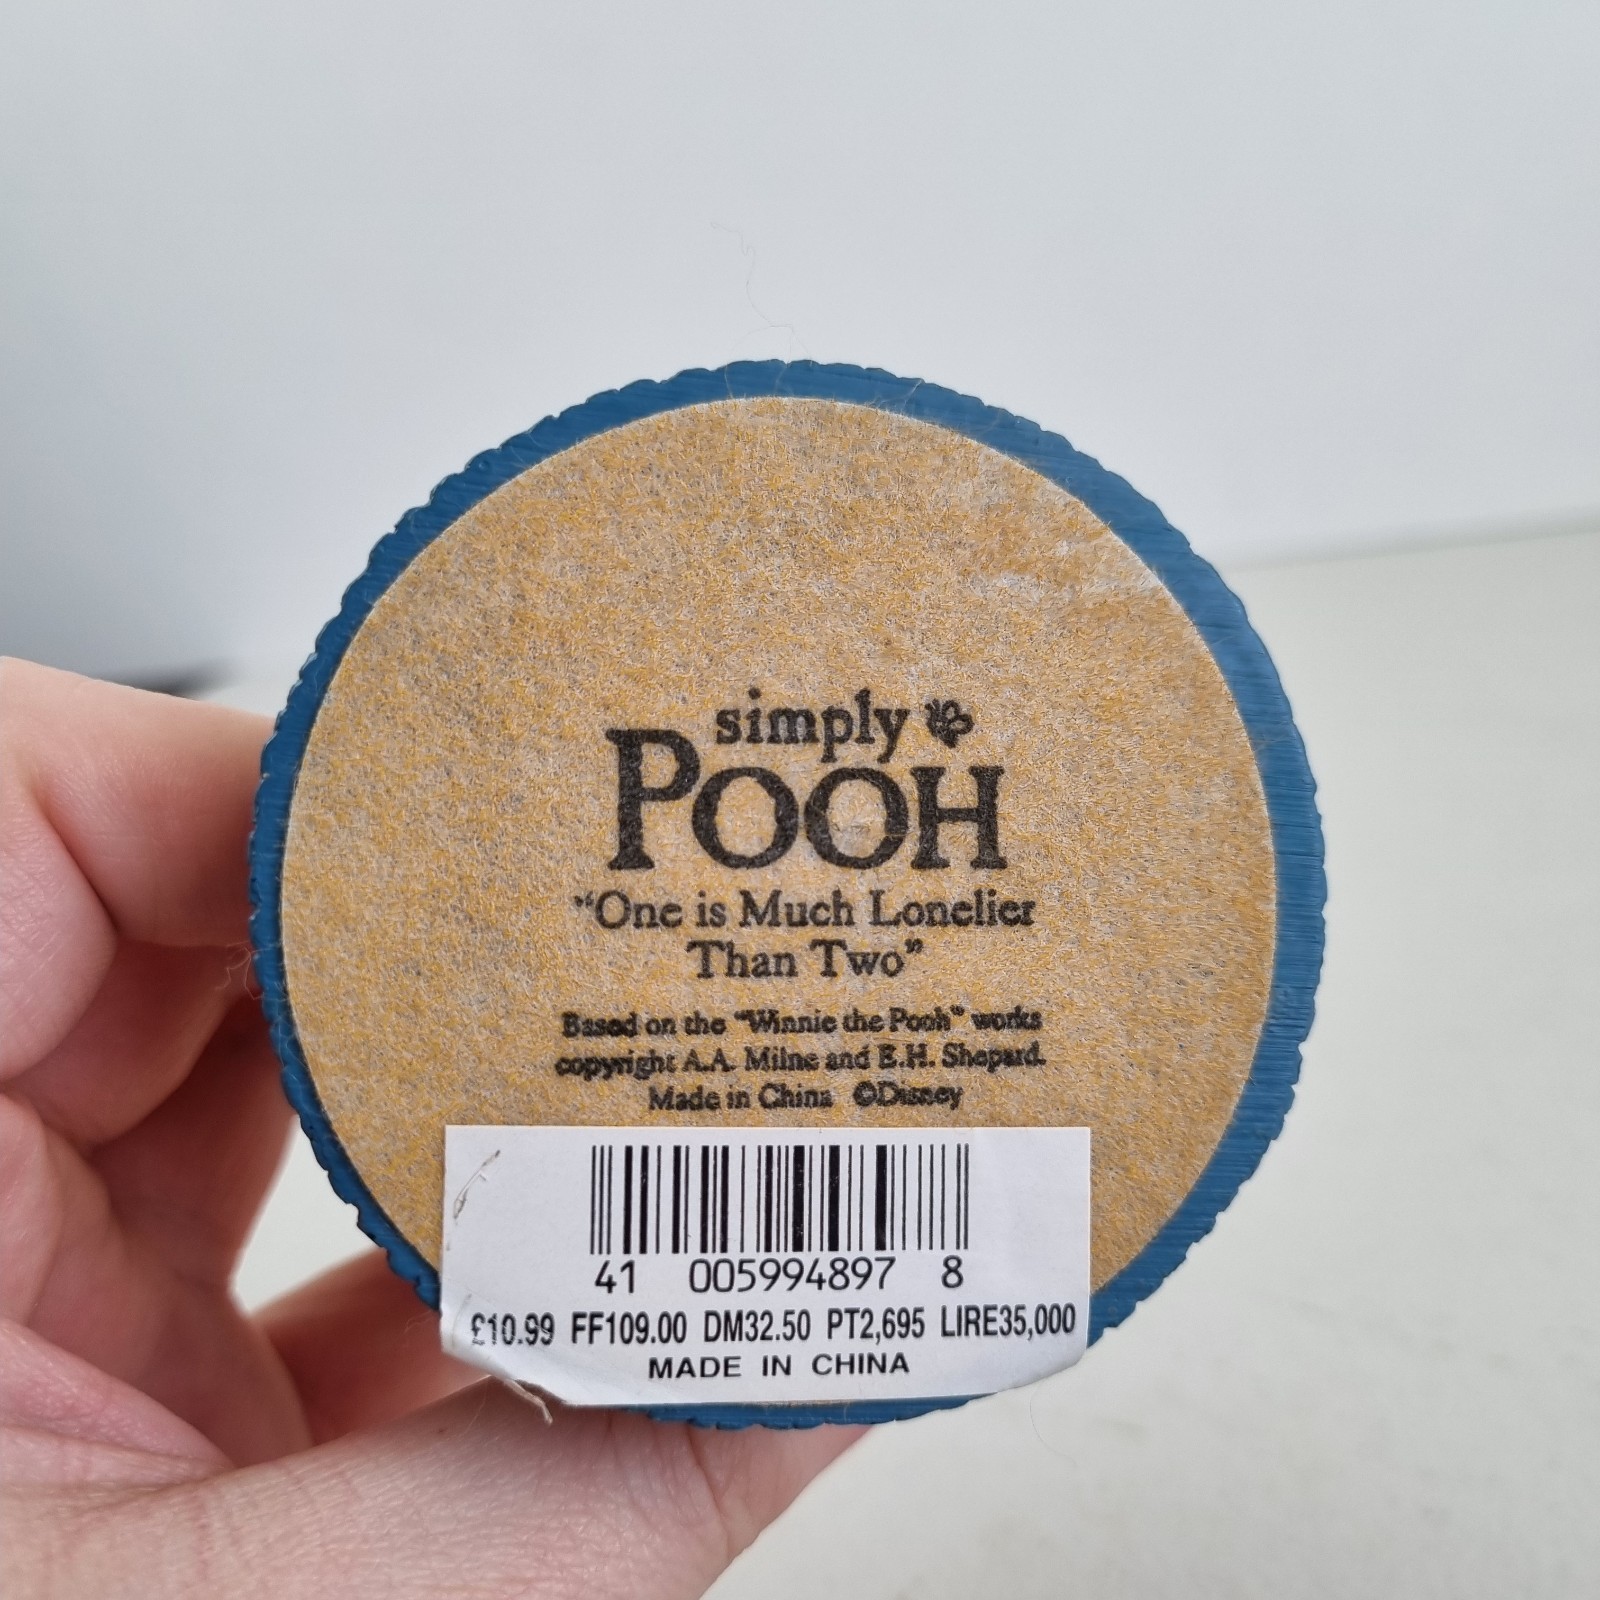 simply
POOH
"One is Much Lonelier
Than Two"
Based on the "Winnie the Pooh" works
copyright A.A. Milne and E.H. Shepard.
Made in China ©Disney
41 005994897 8
£10.99 FF109.00 DM32.50 PT2,695 LIRE35,000
MADE IN CHINA